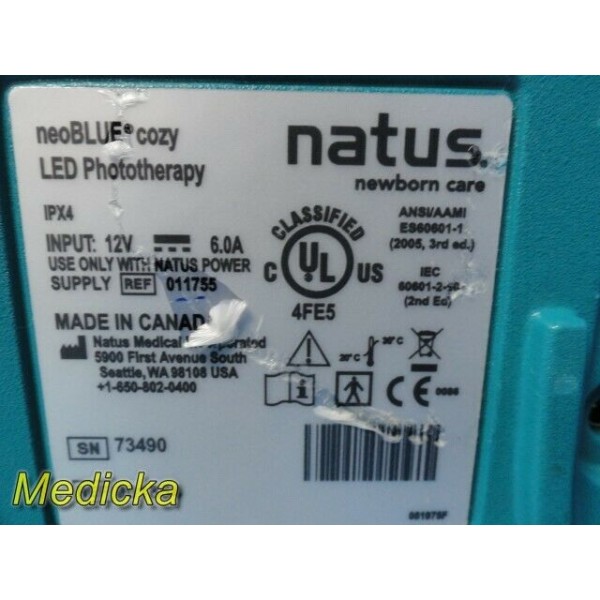 neoBLUE® cozy
LED Phototherapy
natus.
newborn care
IPX4
INPUT: 12V 6.0A
USE ONLY WITH NATUS POWER
SUPPLY REF 011755
CLASSIFIED
C UL US
4FE5
ANSI/AAMI
ES60601-1
(2005, 3rd ed.)
IEC
(2nd Ed)
MADE IN CANAD
Natus Medical Incorporated
5900 First Avenue South
Seattle, WA 98108 USA
+1-650-802-0400
CE 0086
SN 73490
Medicka